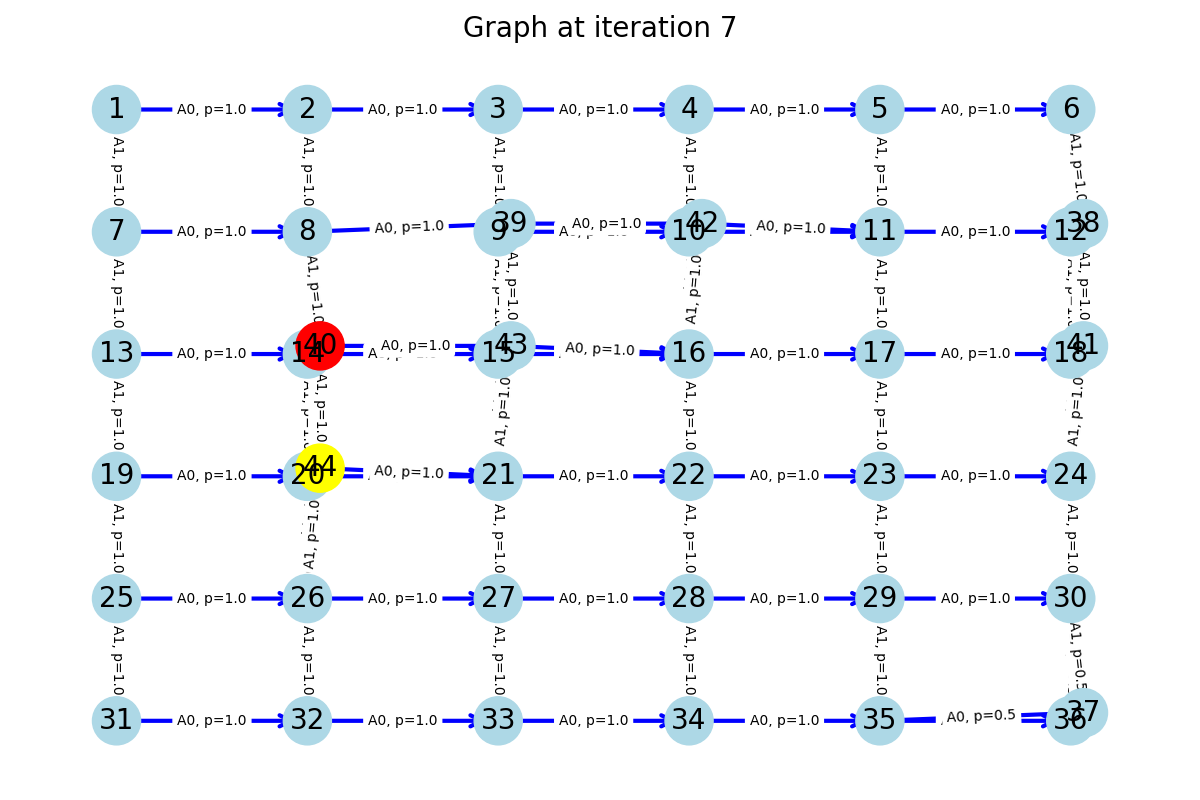 Graph at iteration 7
1 A0, p=1.0 2 A0, p=1.0 3 A0, p=1.0 4 A0, p=1.0 5 A0, p=1.0 6
A1, p=1.0 A1, p=1.0 A1, p=1.0 A1, p=1.0 A1, p=1.0 A1, p=1.0
7 A0, p=1.0 8 A0, p=1.0 9 39 A0, p=1.0 10 42 A0, p=1.0 11 A0, p=1.0 12 38
A1, p=1.0 A1, p=1.0 A1, p=1.0 A1, p=1.0 A1, p=1.0 A1, p=1.0
13 A0, p=1.0 14 40 A0, p=1.0 15 43 A0, p=1.0 16 A0, p=1.0 17 A0, p=1.0 18 41
A1, p=1.0 A1, p=1.0 A1, p=1.0 A1, p=1.0 A1, p=1.0 A1, p=1.0
19 A0, p=1.0 20 44 A0, p=1.0 21 A0, p=1.0 22 A0, p=1.0 23 A0, p=1.0 24
A1, p=1.0 A1, p=1.0 A1, p=1.0 A1, p=1.0 A1, p=1.0 A1, p=1.0
25 A0, p=1.0 26 A0, p=1.0 27 A0, p=1.0 28 A0, p=1.0 29 A0, p=1.0 30
A1, p=1.0 A1, p=1.0 A1, p=1.0 A1, p=1.0 A1, p=1.0 A1, p=0.5
31 A0, p=1.0 32 A0, p=1.0 33 A0, p=1.0 34 A0, p=1.0 35 A0, p=0.5 36 37